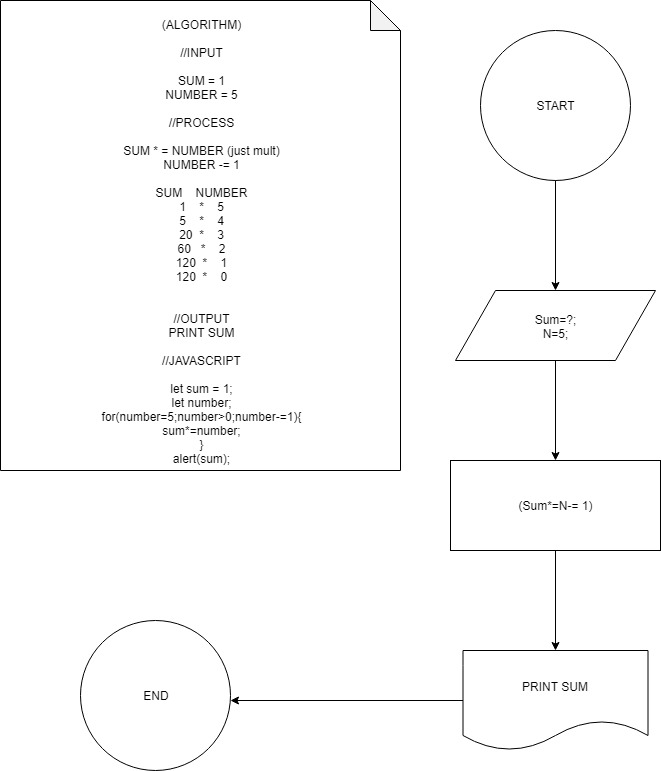 (ALGORITHM)
//INPUT
SUM = 1
NUMBER = 5
//PROCESS
SUM * = NUMBER (just mult)
NUMBER -= 1
SUM NUMBER
1 * 5
5 * 4
20 * 3
60 * 2
120 * 1
120 * 0
//OUTPUT
PRINT SUM
//JAVASCRIPT
let sum = 1;
let number;
for(number=5;number>0;number-=1){
sum*=number;
}
alert(sum);
START
Sum=?;
N=5;
(Sum*=N-= 1)
PRINT SUM
END